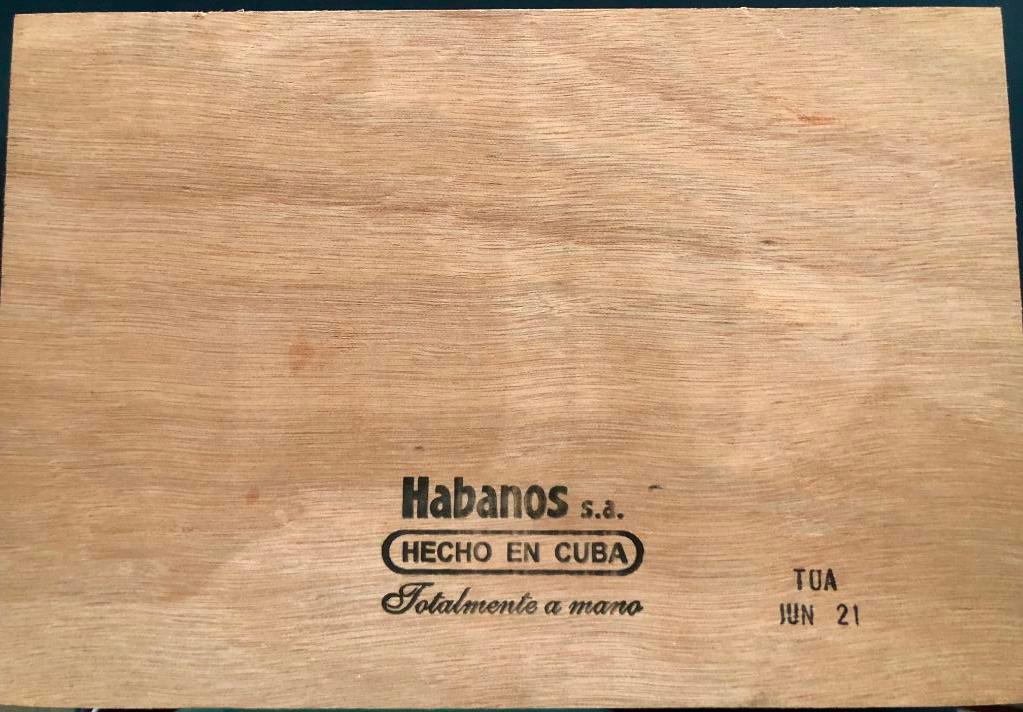 Habanos s.a.
HECHO EN CUBA
Totalmente a mano
TUA
JUN 21